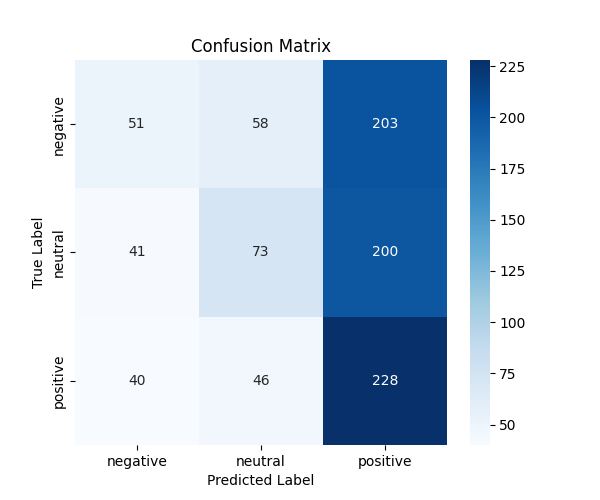 Confusion Matrix
225
200
175
150
125
100
75
50
True Label
negative
neutral
positive
51 58 203
41 73 200
40 46 228
negative neutral positive
Predicted Label